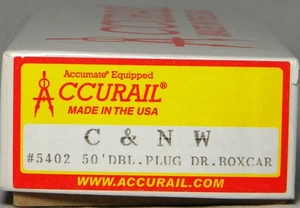 Accumate® Equipped
ACCURAIL®
MADE IN THE USA
C & N W
#5402 50'DBL.PLUG DR.BOXCAR
WWW.ACCURAIL.COM